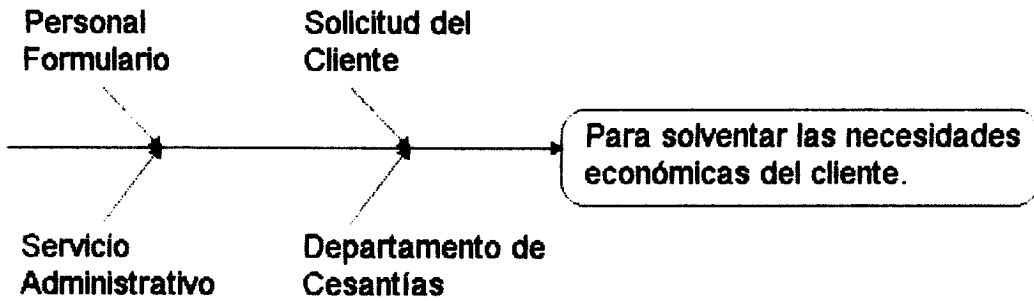 Personal
Formulario
Solicitud del
Cliente
Para solventar las necesidades
económicas del cliente.
Servicio
Administrativo
Departamento de
Cesantías